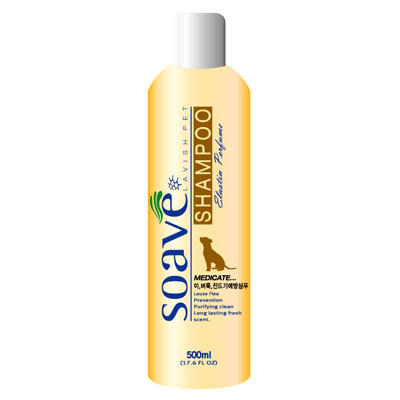 soave
LAVISH PET
SHAMPOO
Elastin Perfume
MEDICATE...
이,벼룩,진드기예방샴푸
Louse Flea
Prevention
Purifying clean
Long lasting fresh
scent.
500ml
(17.6 FL OZ)